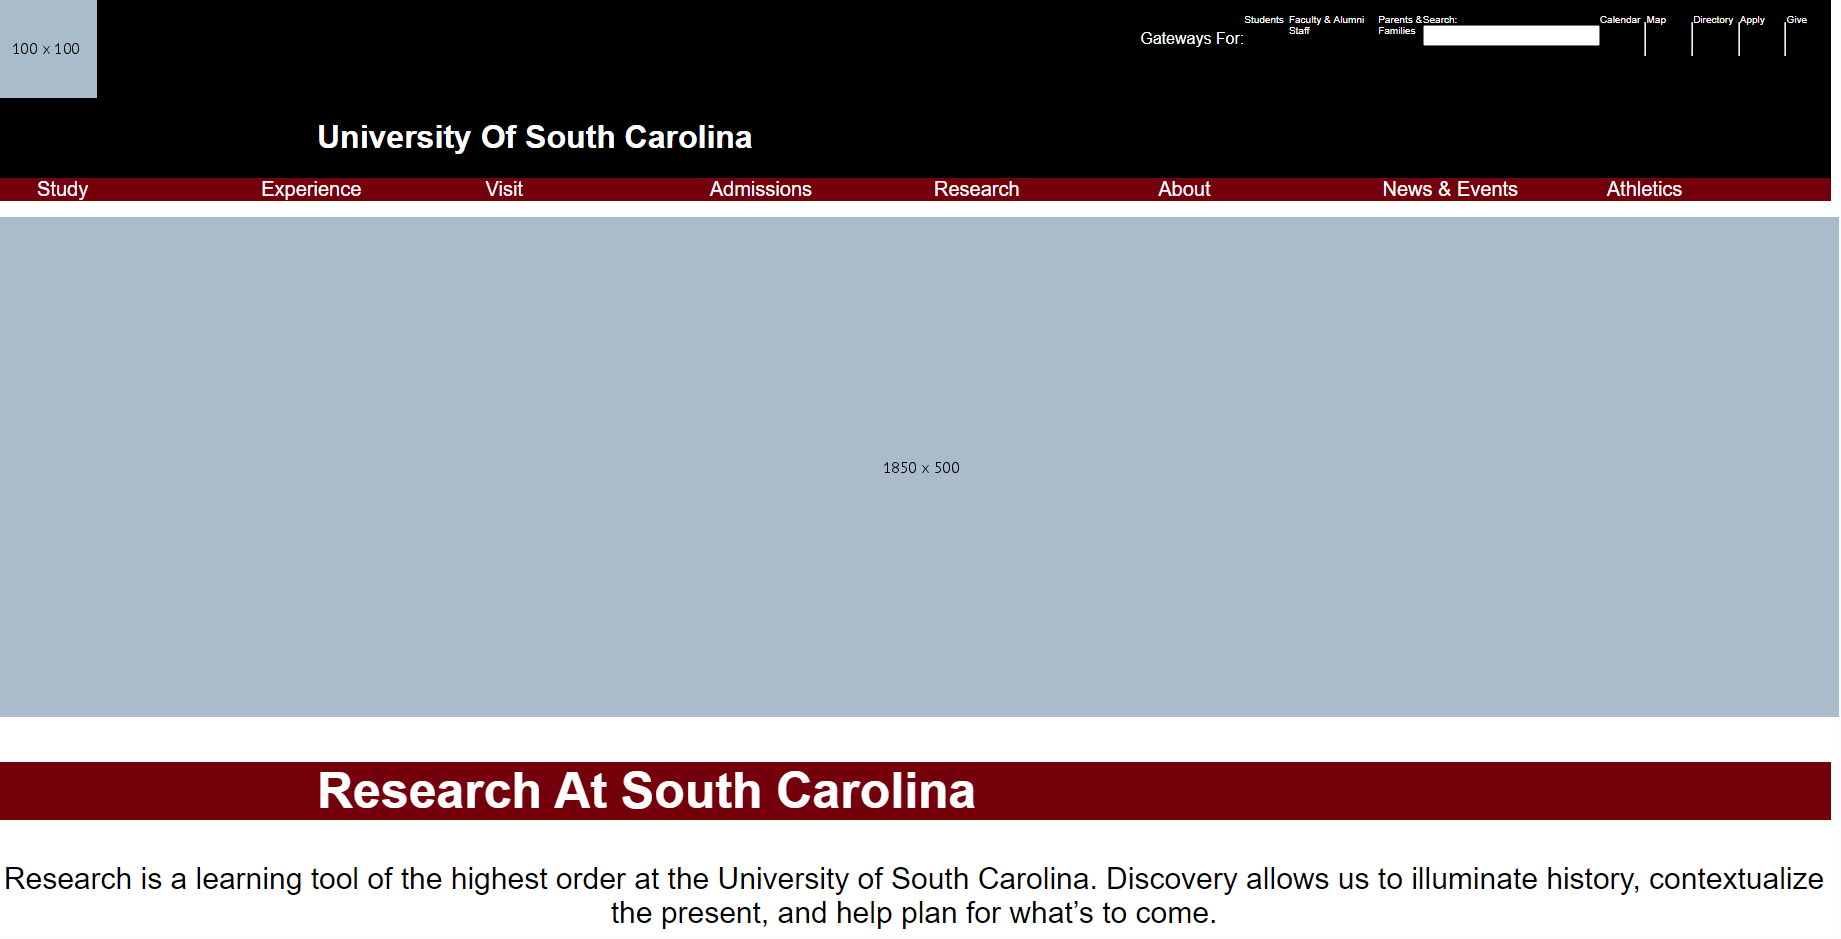 100 x 100
Gateways For:
Students
Faculty & Staff
Alumni
Parents & Families
Search:
Calendar
Map
Directory
Apply
Give
University Of South Carolina
Study Experience Visit Admissions Research About News & Events Athletics
1850 x 500
Research At South Carolina
Research is a learning tool of the highest order at the University of South Carolina. Discovery allows us to illuminate history, contextualize
the present, and help plan for what’s to come.